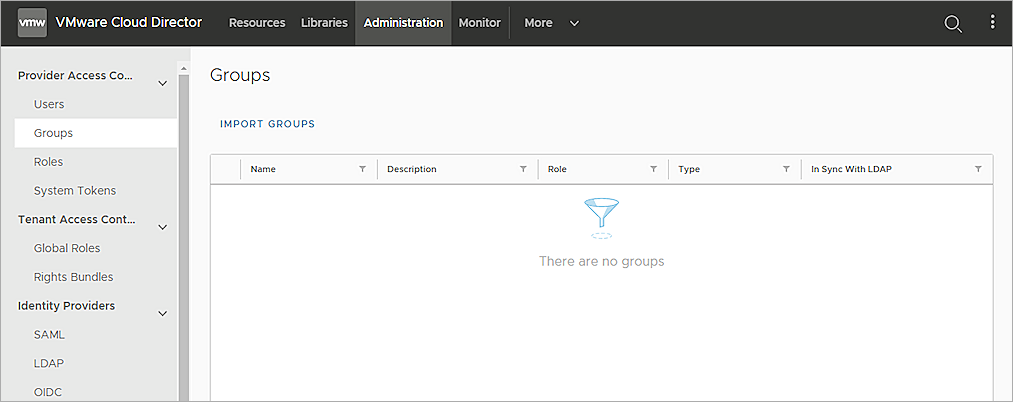 vmw VMware Cloud Director Resources Libraries Administration Monitor More
Provider Access Co...
Users
Groups
Roles
System Tokens
Tenant Access Cont...
Global Roles
Rights Bundles
Identity Providers
SAML
LDAP
OIDC
Groups
IMPORT GROUPS
Name Description Role Type In Sync With LDAP
There are no groups